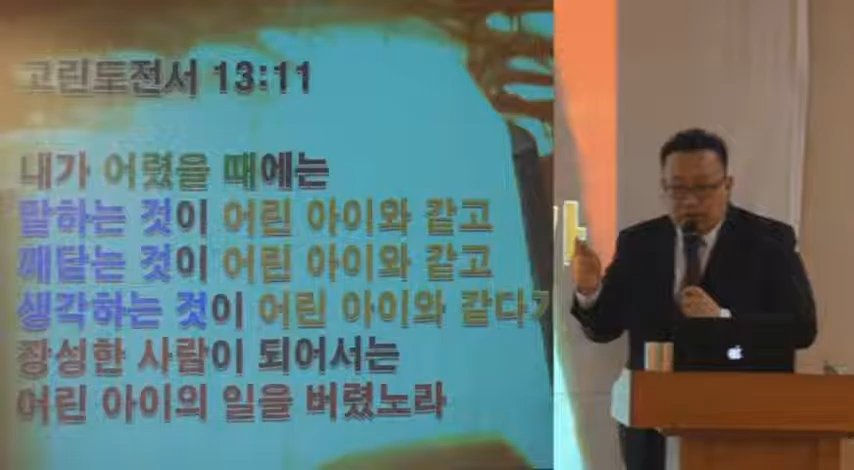 고린도전서 13:11
내가 어렸을 때에는
말하는 것이 어린 아이와 같고
깨닫는 것이 어린 아이와 같고
생각하는 것이 어린 아이와 같다가
장성한 사람이 되어서는
어린 아이의 일을 버렸노라